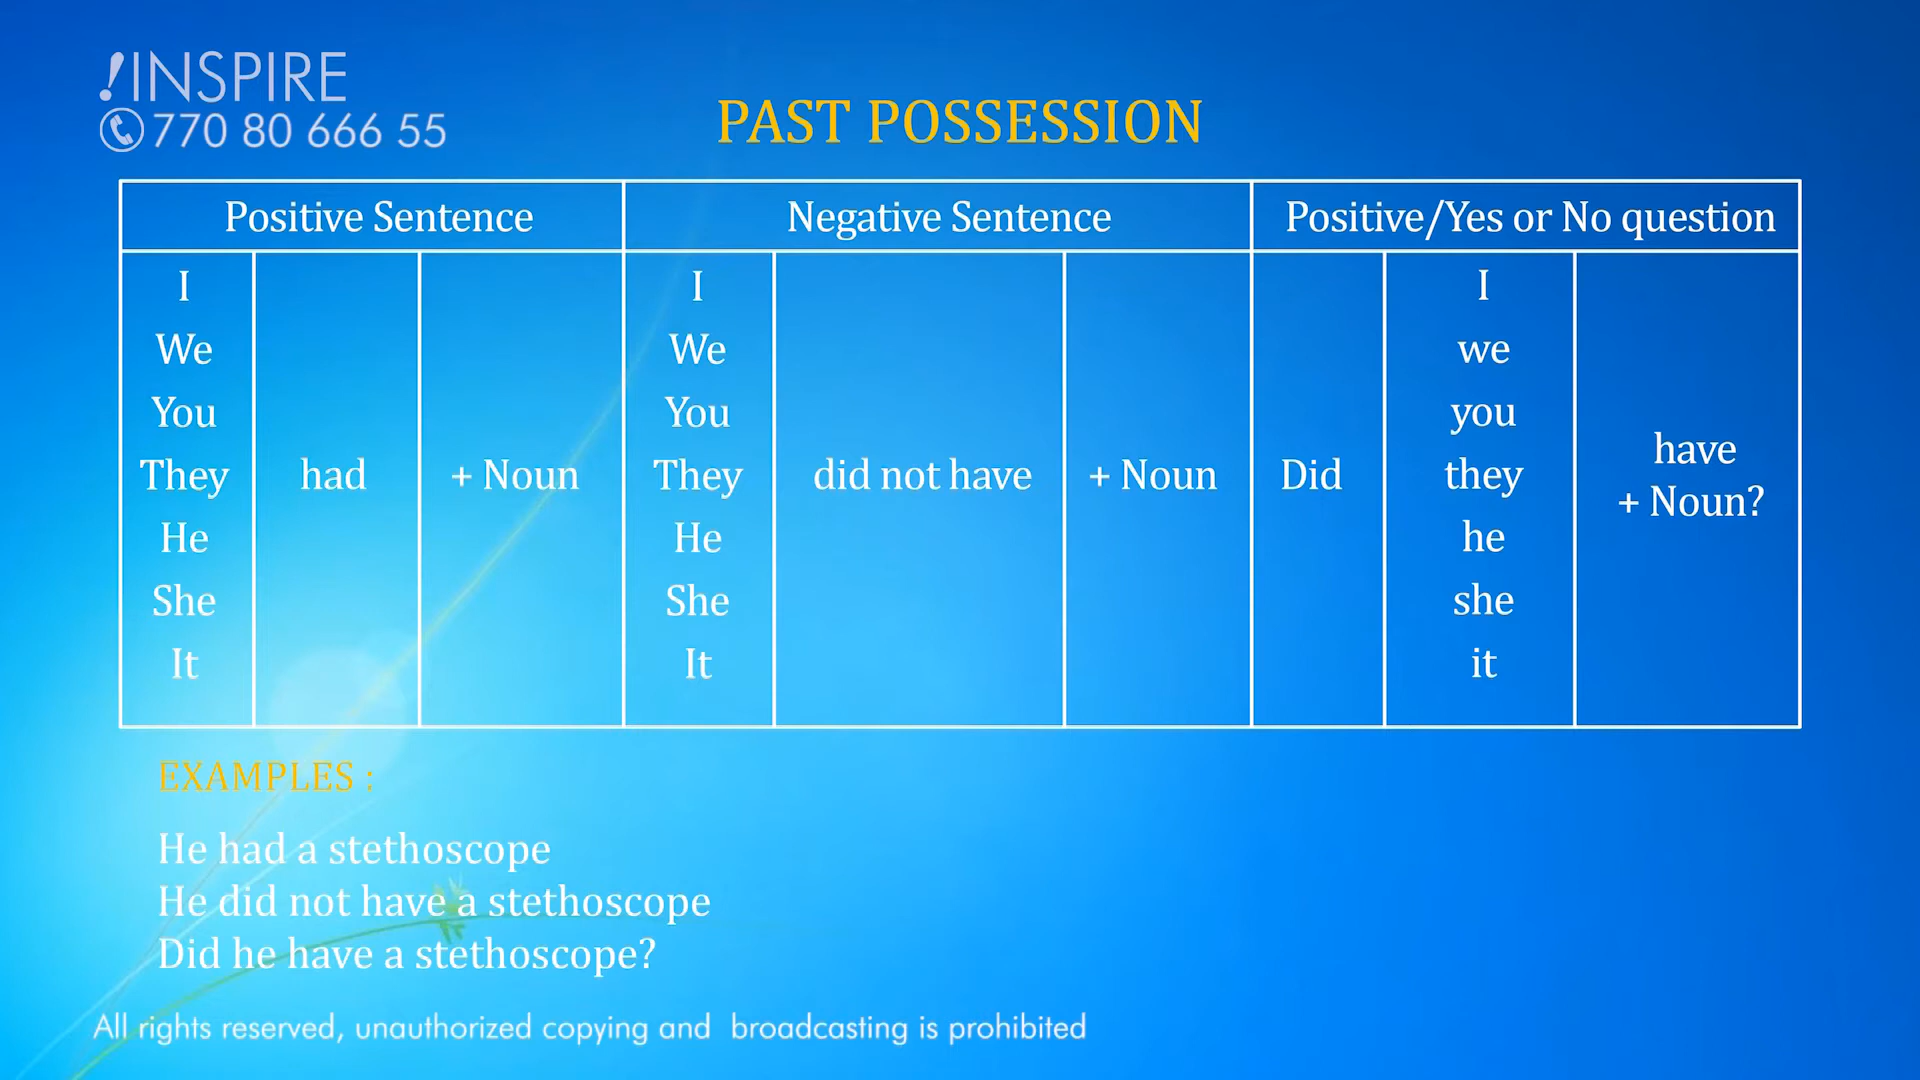 !INSPIRE
770 80 666 55
PAST POSSESSION
Positive Sentence
Negative Sentence
Positive/Yes or No question
I
We
You
They
He
She
It
had
+ Noun
I
We
You
They
He
She
It
did not have
+ Noun
Did
I
we
you
they
he
she
it
have
+ Noun?
EXAMPLES :
He had a stethoscope
He did not have a stethoscope
Did he have a stethoscope?
All rights reserved, unauthorized copying and broadcasting is prohibited